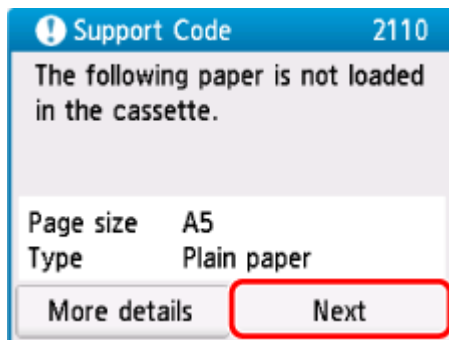 Support Code 2110
The following paper is not loaded
in the cassette.
Page size A5
Type Plain paper
More details Next